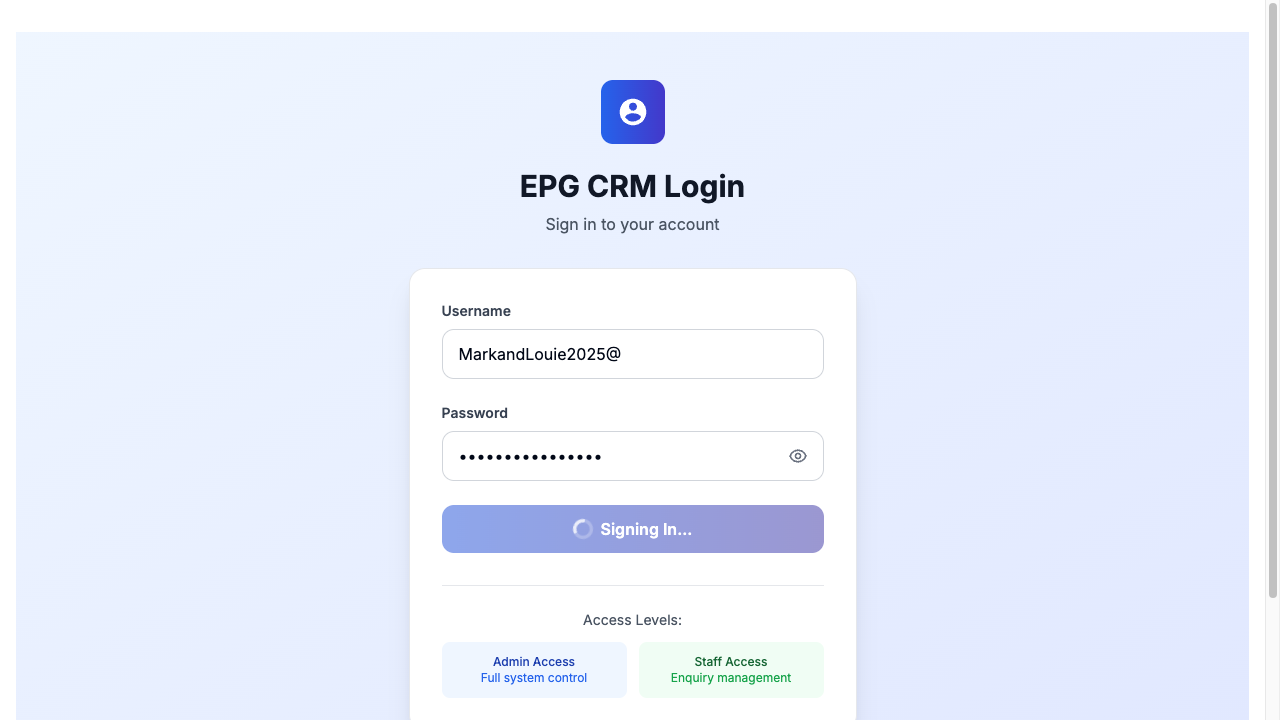 EPG CRM Login
Sign in to your account
Username
MarkandLouie2025@
Password
••••••••••••••••
Signing In...
Access Levels:
Admin Access
Full system control
Staff Access
Enquiry management